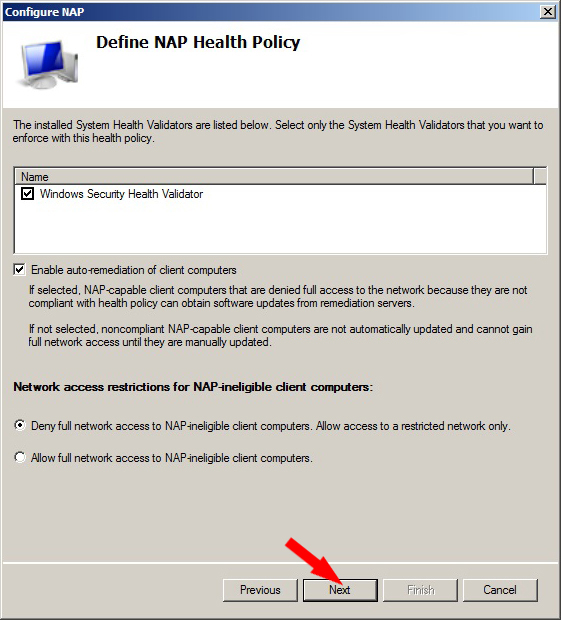 Configure NAP
Define NAP Health Policy
The installed System Health Validators are listed below. Select only the System Health Validators that you want to
enforce with this health policy.
Name
Windows Security Health Validator
Enable auto-remediation of client computers
If selected, NAP-capable client computers that are denied full access to the network because they are not
compliant with health policy can obtain software updates from remediation servers.
If not selected, noncompliant NAP-capable client computers are not automatically updated and cannot gain
full network access until they are manually updated.
Network access restrictions for NAP-ineligible client computers:
Deny full network access to NAP-ineligible client computers. Allow access to a restricted network only.
Allow full network access to NAP-ineligible client computers.
Previous
Next
Finish
Cancel